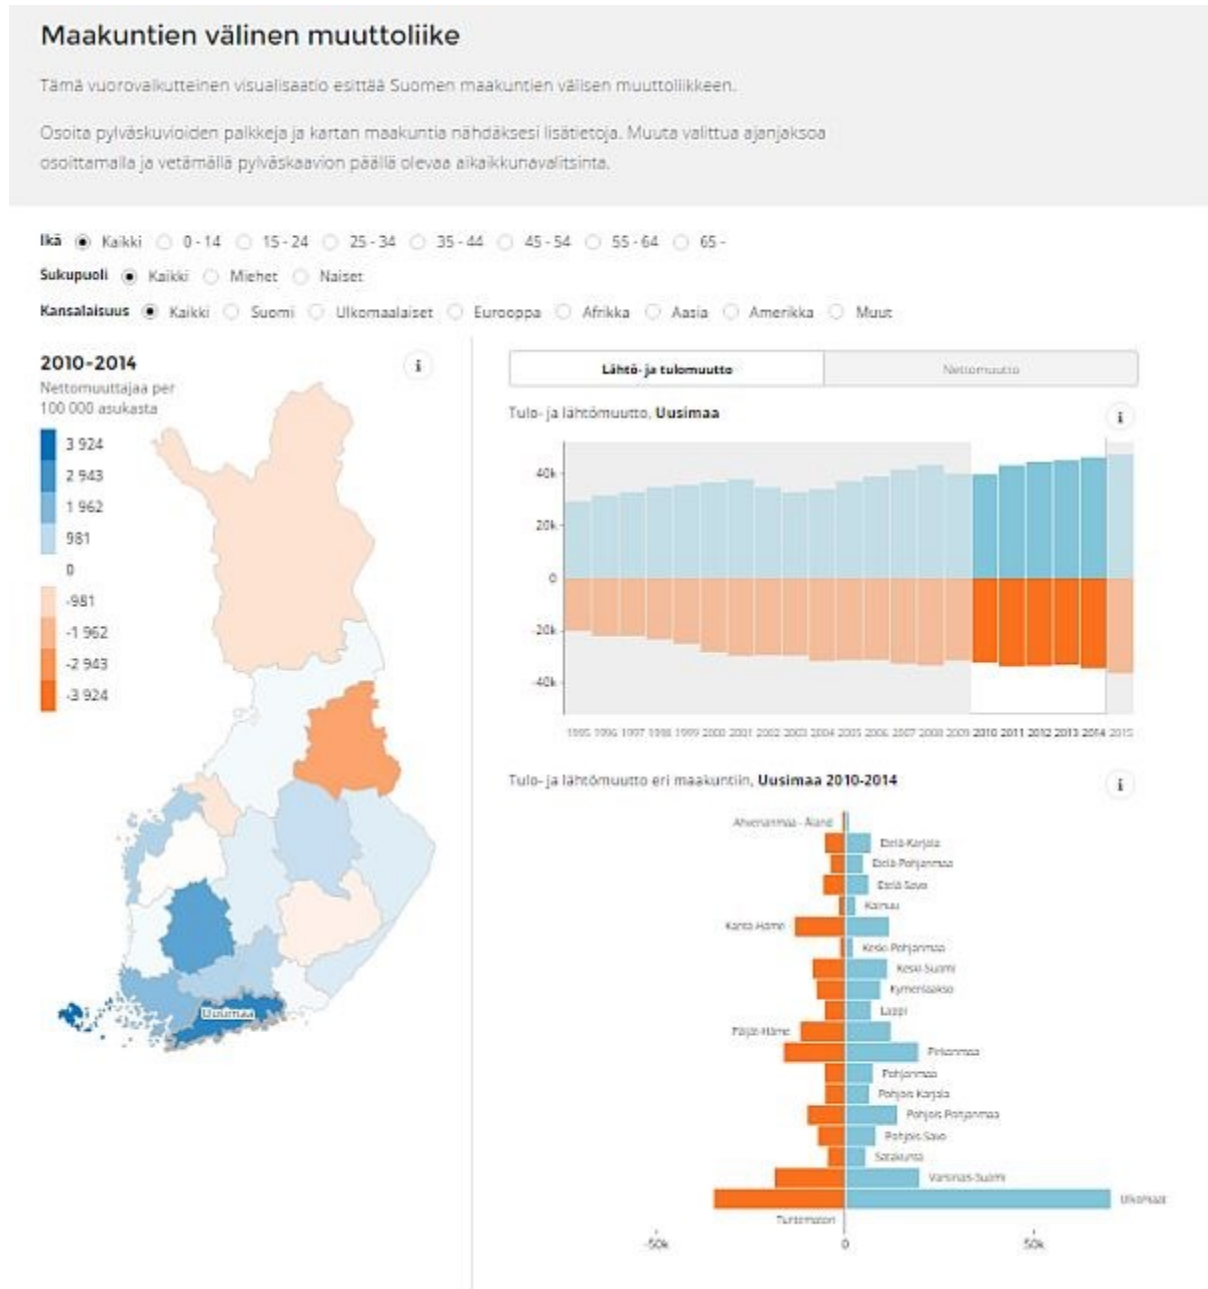 Maakuntien välinen muuttoliike
Tämä vuorovaikutteinen visualisaatio esittää Suomen maakuntien välisen muuttoliikkeen.
Osoita pylväskuvioiden palkkeja ja kartan maakuntia nähdäksesi lisätietoja. Muuta valittua ajanjaksoa
osoittamalla ja vetämällä pylväskaavion päällä olevaa aikaikkunavalitsinta.
Ikä Kaikki 0 - 14 15 - 24 25 - 34 35 - 44 45 - 54 55 - 64 65 -
Sukupuoli Kaikki Miehet Naiset
Kansalaisuus Kaikki Suomi Ulkomaalaiset Eurooppa Afrikka Aasia Amerikka Muut
2010-2014
i
Nettomuuttajaa per
100 000 asukasta
3 924
2 943
1 962
981
0
-981
-1 962
-2 943
-3 924
Uusimaa
Lähtö- ja tulomuutto
Nettomuutto
Tulo- ja lähtömuutto, Uusimaa
i
40k
20k
0
-20k
-40k
1995 1996 1997 1998 1999 2000 2001 2002 2003 2004 2005 2006 2007 2008 2009 2010 2011 2012 2013 2014 2015
Tulo- ja lähtömuutto eri maakuntiin, Uusimaa 2010-2014
i
Ahvenanmaa - Åland
Etelä-Karjala
Etelä-Pohjanmaa
Etelä-Savo
Kainuu
Kanta-Häme
Keski-Pohjanmaa
Keski-Suomi
Kymenlaakso
Lappi
Päijät-Häme
Pirkanmaa
Pohjanmaa
Pohjois-Karjala
Pohjois-Pohjanmaa
Pohjois-Savo
Satakunta
Varsinais-Suomi
Ulkomaat
Tuntematon
-50k 0 50k